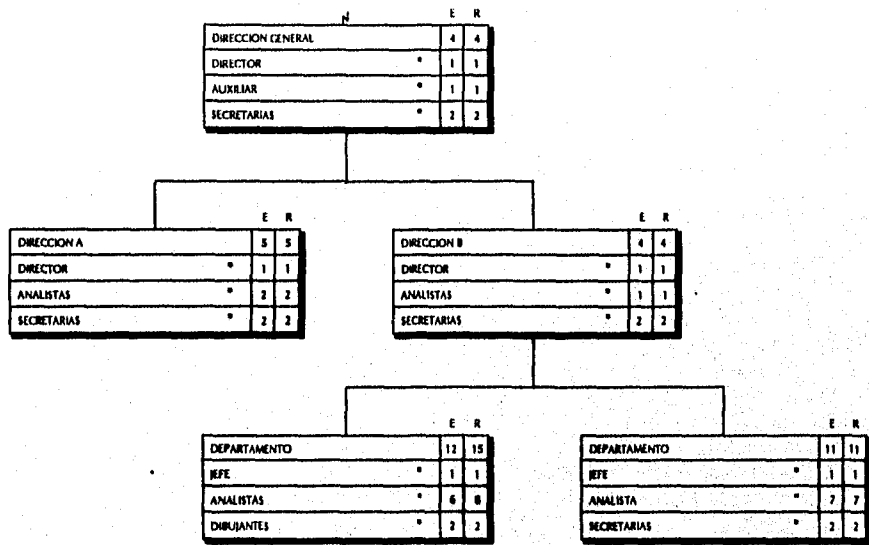 N E R
DIRECCION GENERAL 4 4
DIRECTOR * 1 1
AUXILIAR * 1 1
SECRETARIAS * 2 2
E R
DIRECCION A 5 5
DIRECTOR * 1 1
ANALISTAS * 2 2
SECRETARIAS * 2 2
E R
DIRECCION B 4 4
DIRECTOR * 1 1
ANALISTAS * 1 1
SECRETARIAS * 2 2
E R
DEPARTAMENTO 12 15
JEFE * 1 1
ANALISTAS * 6 8
DIBUJANTES * 2 2
E R
DEPARTAMENTO 11 11
JEFE * 1 1
ANALISTA * 7 7
SECRETARIAS * 2 2